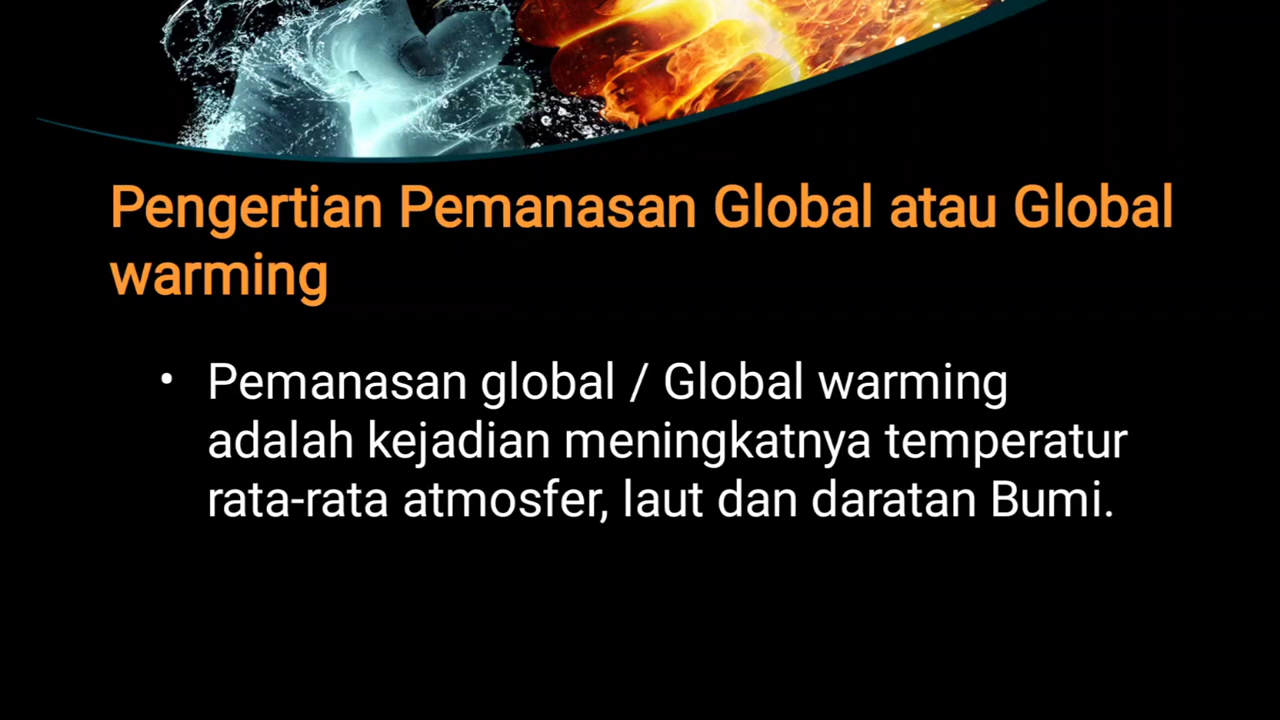 Pengertian Pemanasan Global atau Global
warming
• Pemanasan global / Global warming
adalah kejadian meningkatnya temperatur
rata-rata atmosfer, laut dan daratan Bumi.